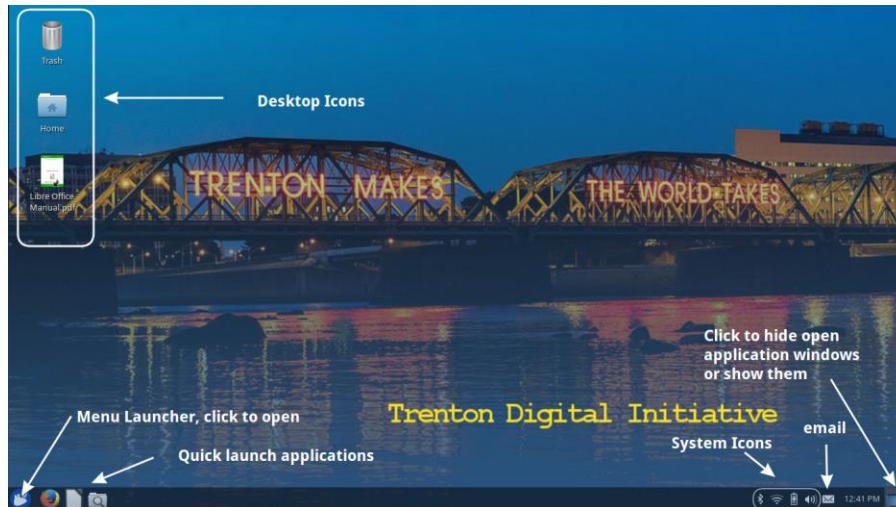 Trash
Desktop Icons
Home
Libre Office
Manual.pdf
TRENTON MAKES THE WORLD TAKES
Click to hide open
application windows
or show them
Menu Launcher, click to open
Trenton Digital Initiative
email
System Icons
Quick launch applications
12:41 PM